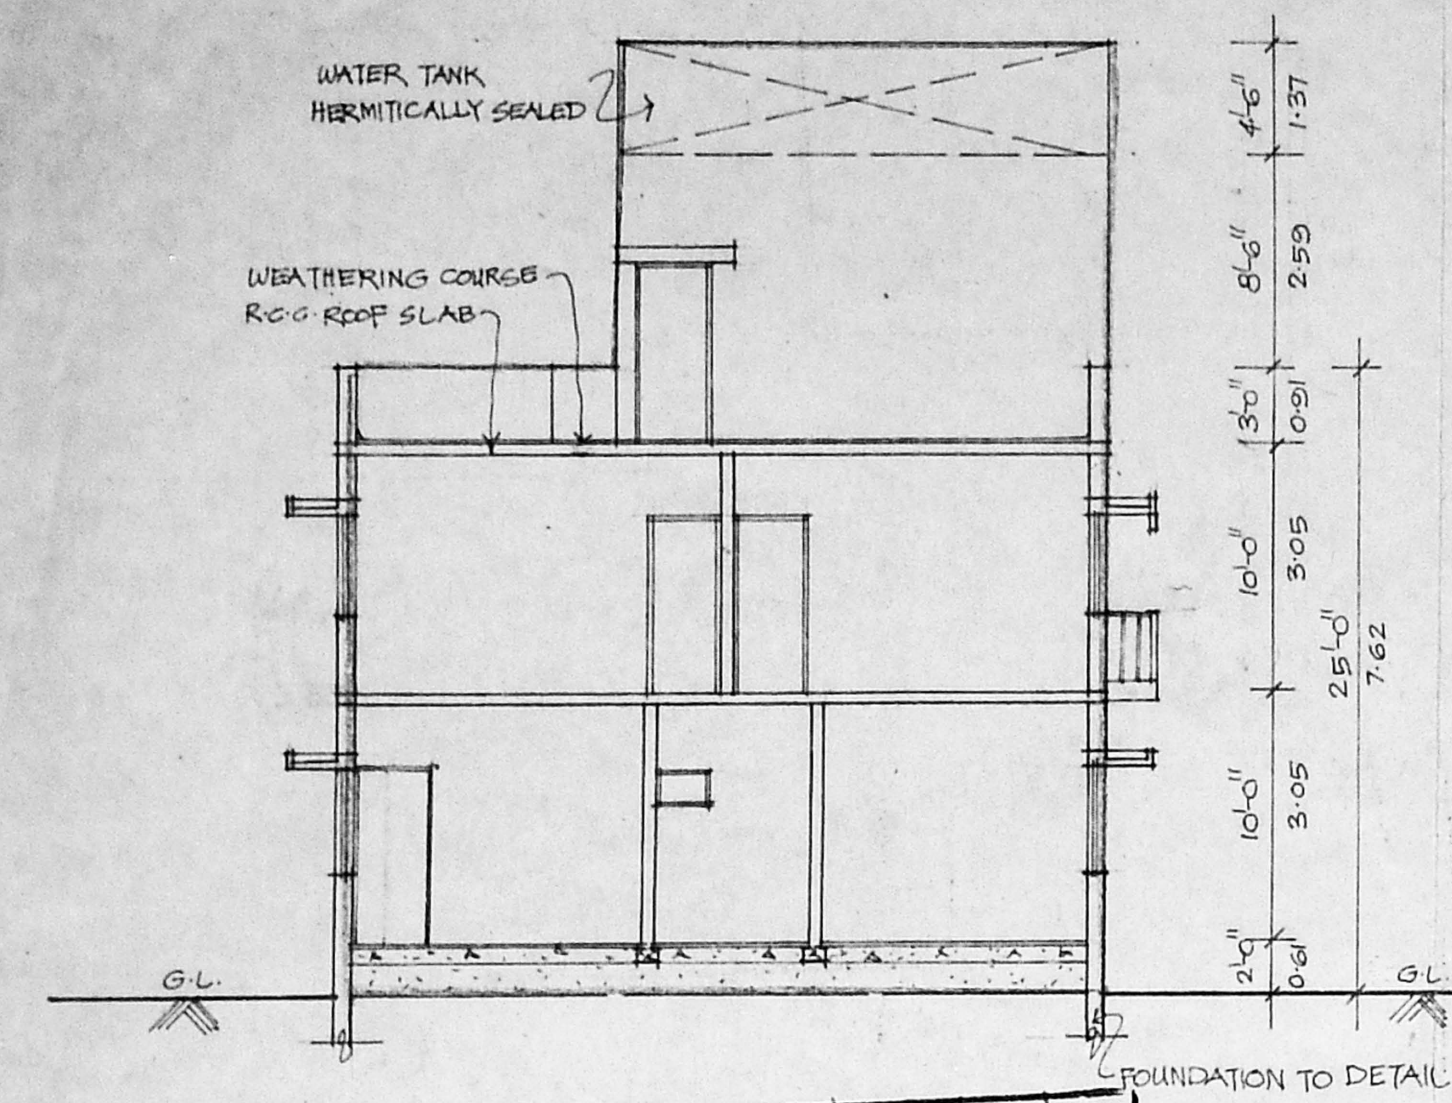 WATER TANK
HERMITICALLY SEALED
WEATHERING COURSE
R.C.C. ROOF SLAB
4'-6"
1.37
8'-6"
2.59
3'-0"
0.91
10'-0"
3.05
25'-0"
7.62
10'-0"
3.05
2'-0"
0.61
G.L.
G.L.
FOUNDATION TO DETAIL